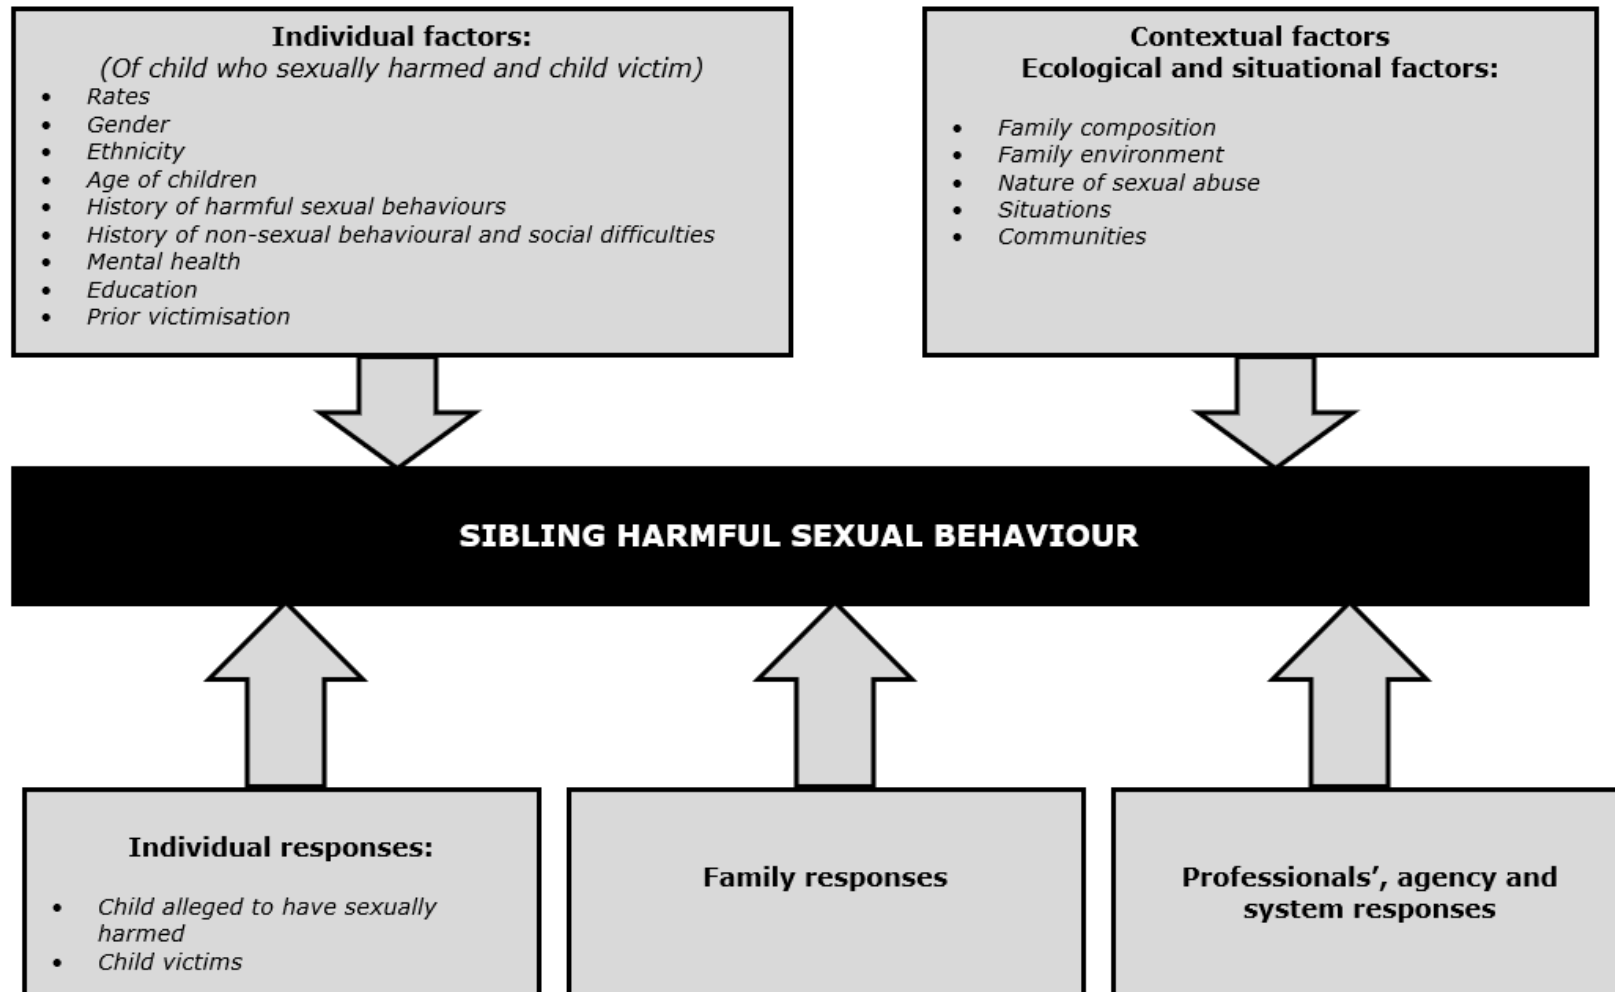 Individual factors:
(Of child who sexually harmed and child victim)
• Rates
• Gender
• Ethnicity
• Age of children
• History of harmful sexual behaviours
• History of non-sexual behavioural and social difficulties
• Mental health
• Education
• Prior victimisation
Contextual factors
Ecological and situational factors:
• Family composition
• Family environment
• Nature of sexual abuse
• Situations
• Communities
SIBLING HARMFUL SEXUAL BEHAVIOUR
Individual responses:
• Child alleged to have sexually
harmed
• Child victims
Family responses
Professionals’, agency and
system responses